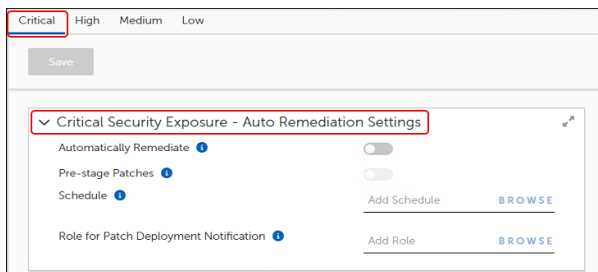 Critical High Medium Low
Save
Critical Security Exposure - Auto Remediation Settings
Automatically Remediate
Pre-stage Patches
Schedule Add Schedule BROWSE
Role for Patch Deployment Notification Add Role BROWSE